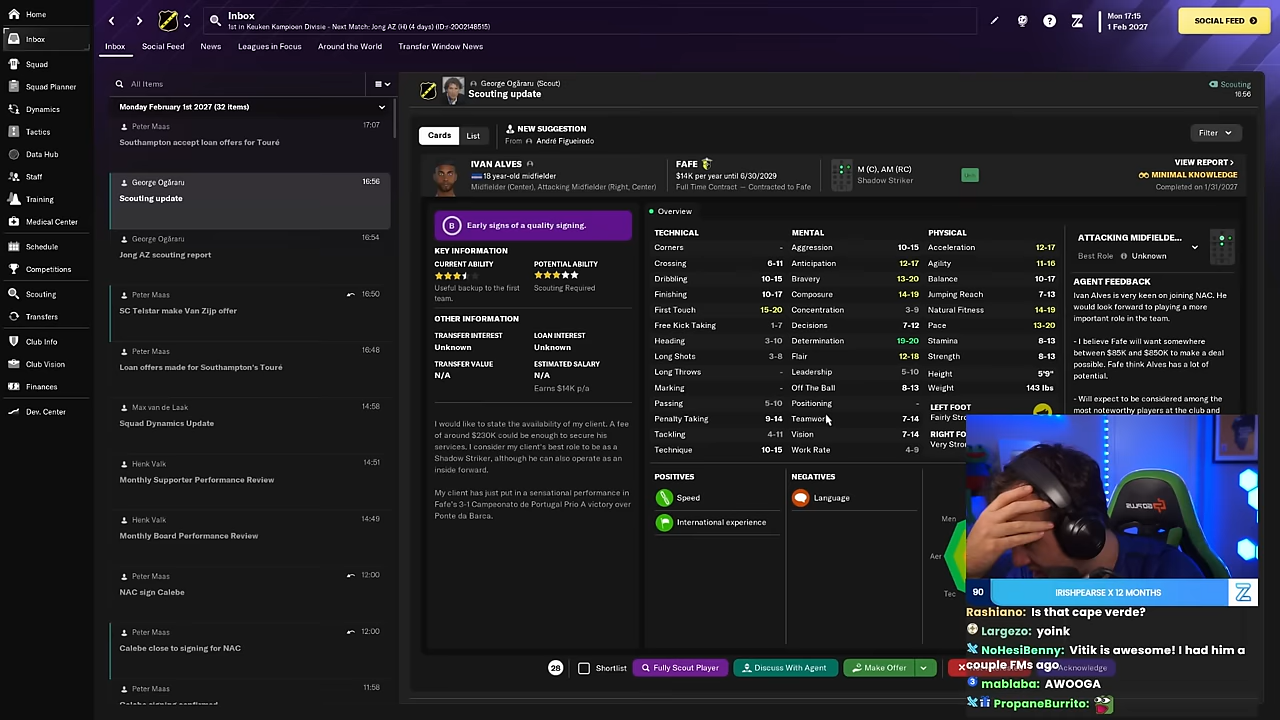 Home
Inbox
1st in Keuken Kampioen Divisie - Next Match: Jong AZ (H) (4 days) (ID:-2002148515)
Mon 17:15
1 Feb 2027
SOCIAL FEED
Inbox
Inbox
Social Feed
News
Leagues in Focus
Around the World
Transfer Window News
Squad
Squad Planner
Dynamics
Tactics
Data Hub
Staff
Training
Medical Center
Schedule
Competitions
Scouting
Transfers
Club Info
Club Vision
Finances
Dev. Center
All Items
Monday February 1st 2027 (32 items)
Peter Maas
17:07
Southampton accept loan offers for Touré
George Ogăraru
16:56
Scouting update
George Ogăraru
16:54
Jong AZ scouting report
Peter Maas
16:50
SC Telstar make Van Zijp offer
Peter Maas
16:48
Loan offers made for Southampton's Touré
Max van de Laak
14:58
Squad Dynamics Update
Henk Valk
14:51
Monthly Supporter Performance Review
Henk Valk
14:49
Monthly Board Performance Review
Peter Maas
12:00
NAC sign Calebe
Peter Maas
12:00
Calebe close to signing for NAC
Peter Maas
11:58
Calebe signing confirmed
George Ogăraru (Scout)
Scouting update
Scouting
16:56
Cards
List
NEW SUGGESTION
From André Figueiredo
Filter
IVAN ALVES
18 year-old midfielder
Midfielder (Center), Attacking Midfielder (Right, Center)
FAFE
$14K per year until 6/30/2029
Full Time Contract – Contracted to Fafe
M (C), AM (RC)
Shadow Striker
VIEW REPORT
MINIMAL KNOWLEDGE
Completed on 1/31/2027
B Early signs of a quality signing.
KEY INFORMATION
CURRENT ABILITY
POTENTIAL ABILITY
Useful backup to the first team.
Scouting Required
OTHER INFORMATION
TRANSFER INTEREST
Unknown
LOAN INTEREST
Unknown
TRANSFER VALUE
N/A
ESTIMATED SALARY
N/A
Earns $14K p/a
I would like to state the availability of my client. A fee
of around $230K could be enough to secure his
services. I consider my client's best role to be as a
Shadow Striker, although he can also operate as an
inside forward.
My client has just put in a sensational performance in
Fafe's 3-1 Campeonato de Portugal Prio A victory over
Ponte da Barca.
Overview
TECHNICAL
Corners -
Crossing 6-11
Dribbling 10-15
Finishing 10-17
First Touch 15-20
Free Kick Taking 1-7
Heading 3-10
Long Shots 3-8
Long Throws -
Marking -
Passing 5-10
Penalty Taking 9-14
Tackling 4-11
Technique 10-15
MENTAL
Aggression 10-15
Anticipation 12-17
Bravery 13-20
Composure 14-19
Concentration 3-9
Decisions 7-12
Determination 19-20
Flair 12-18
Leadership 5-10
Off The Ball 8-13
Positioning -
Teamwork 7-14
Vision 7-14
Work Rate 4-9
PHYSICAL
Acceleration 12-17
Agility 11-16
Balance 10-17
Jumping Reach 7-13
Natural Fitness 14-19
Pace 13-20
Stamina 8-13
Strength 8-13
Height 5'9"
Weight 143 lbs
LEFT FOOT
Fairly Stro
RIGHT FO
Very Stron
ATTACKING MIDFIELDE...
Best Role Unknown
AGENT FEEDBACK
Ivan Alves is very keen on joining NAC. He
would look forward to playing a more
important role in the team.
- I believe Fafe will want somewhere
between $85K and $850K to make a deal
possible. Fafe think Alves has a lot of
potential.
- Will expect to be considered among the
most noteworthy players at the club and
POSITIVES
Speed
International experience
NEGATIVES
Language
Men
Aer
Tec
28
Shortlist
Fully Scout Player
Discuss With Agent
Make Offer
Acknowledge
90
IRISHPEARSE X 12 MONTHS
Rashiano: Is that cape verde?
Largezo: yoink
NoHesiBenny: Vitik is awesome! I had him a
couple FMs ago
mablaba: AWOOGA
PropaneBurrito: